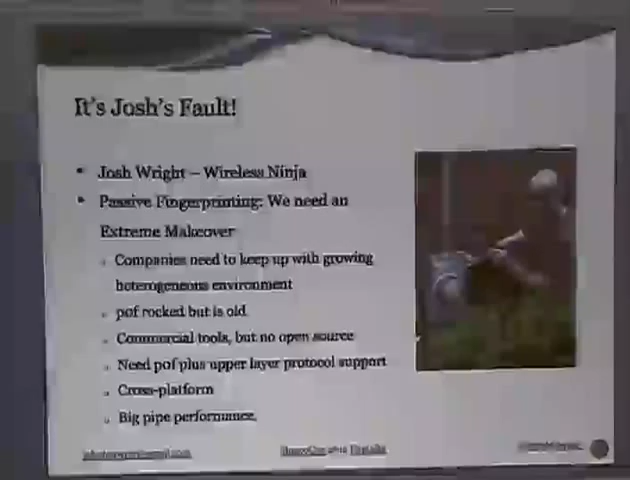 It's Josh's Fault!
• Josh Wright – Wireless Ninja
• Passive Fingerprinting: We need an
Extreme Makeover
Companies need to keep up with growing
heterogeneous environment
pof rocked but is old
Commercial tools, but no open source
Need pof plus upper layer protocol support
Cross-platform
Big pipe performance.